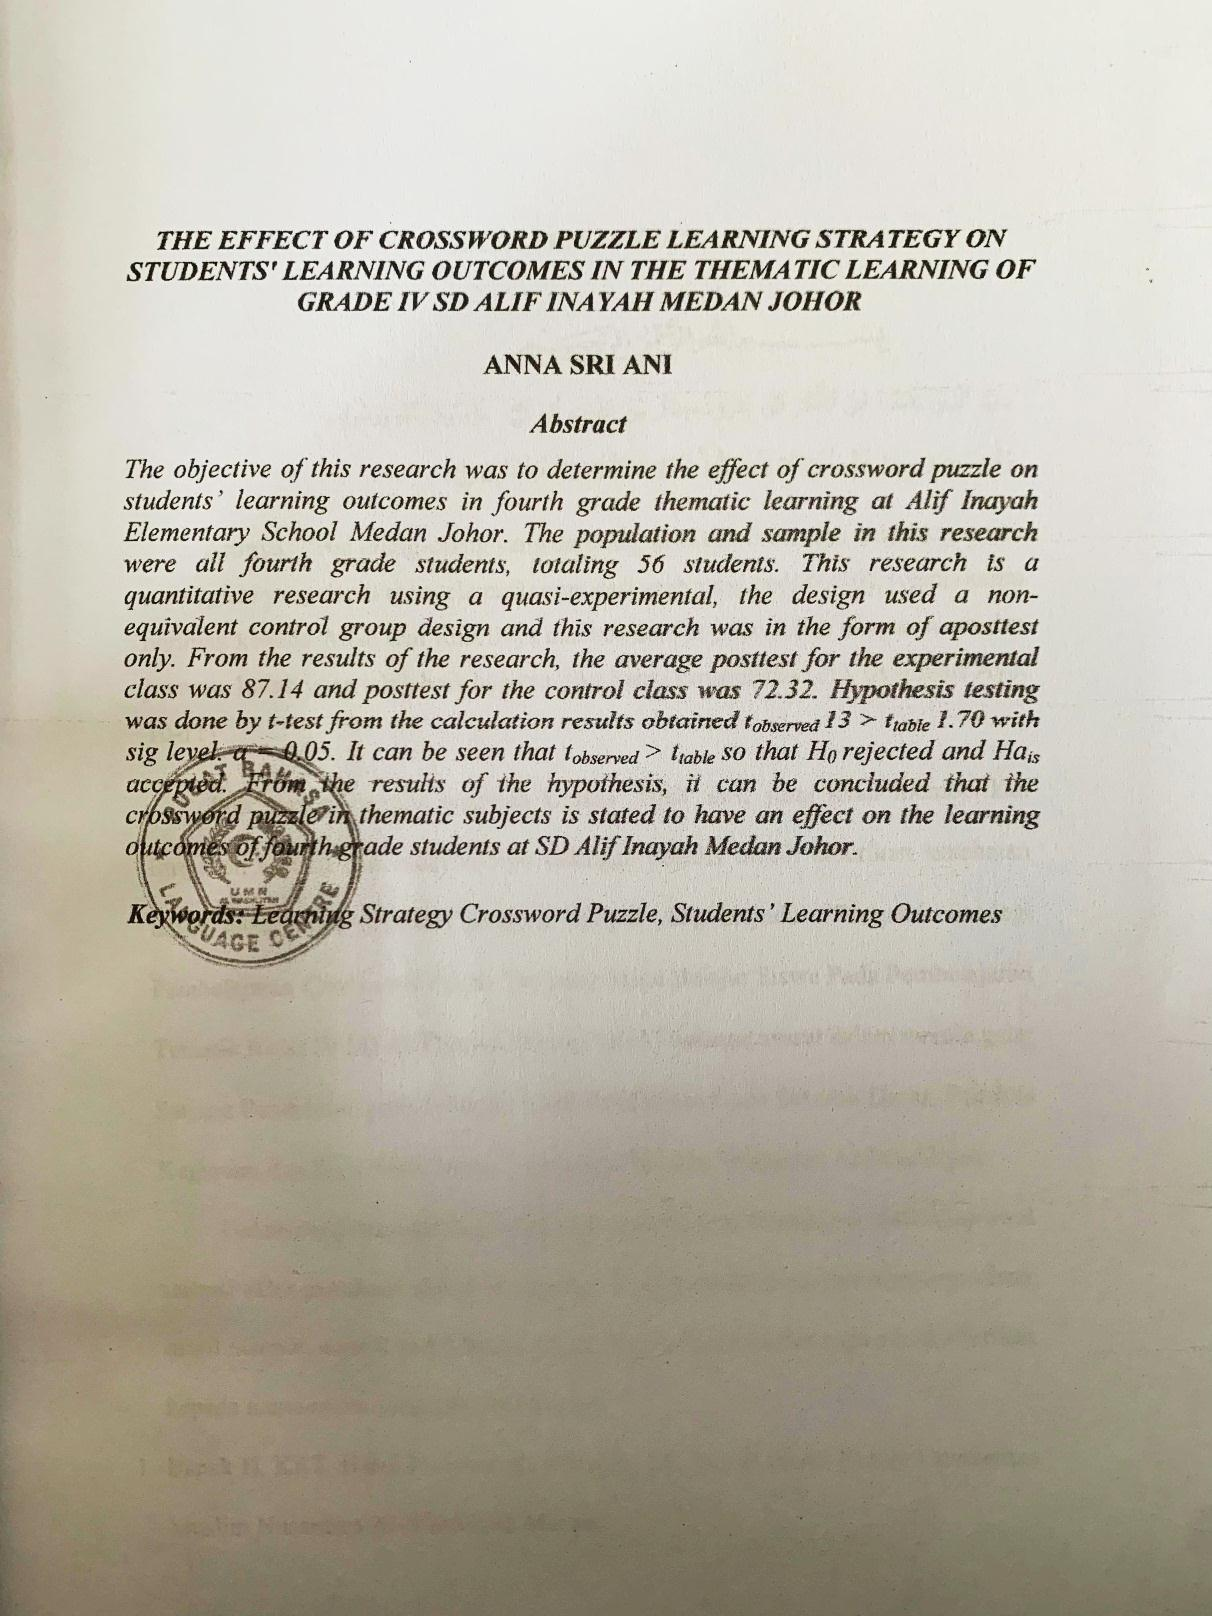 THE EFFECT OF CROSSWORD PUZZLE LEARNING STRATEGY ON
STUDENTS' LEARNING OUTCOMES IN THE THEMATIC LEARNING OF
GRADE IV SD ALIF INAYAH MEDAN JOHOR
ANNA SRI ANI
Abstract
The objective of this research was to determine the effect of crossword puzzle on
students' learning outcomes in fourth grade thematic learning at Alif Inayah
Elementary School Medan Johor. The population and sample in this research
were all fourth grade students, totaling 56 students. This research is a
quantitative research using a quasi-experimental, the design used a non-
equivalent control group design and this research was in the form of aposttest
only. From the results of the research, the average posttest for the experimental
class was 87.14 and posttest for the control class was 72.32. Hypothesis testing
was done by t-test from the calculation results obtained tobserved 13 > ttable 1.70 with
sig level. α = 0.05. It can be seen that tobserved > ttable so that H0 rejected and Hais
accepted. From the results of the hypothesis, it can be concluded that the
crossword puzzle in thematic subjects is stated to have an effect on the learning
outcomes of fourth grade students at SD Alif Inayah Medan Johor.
Keywords: Learning Strategy Crossword Puzzle, Students' Learning Outcomes
PUSAT BAHASA
UMN
LANGUAGE CENTRE